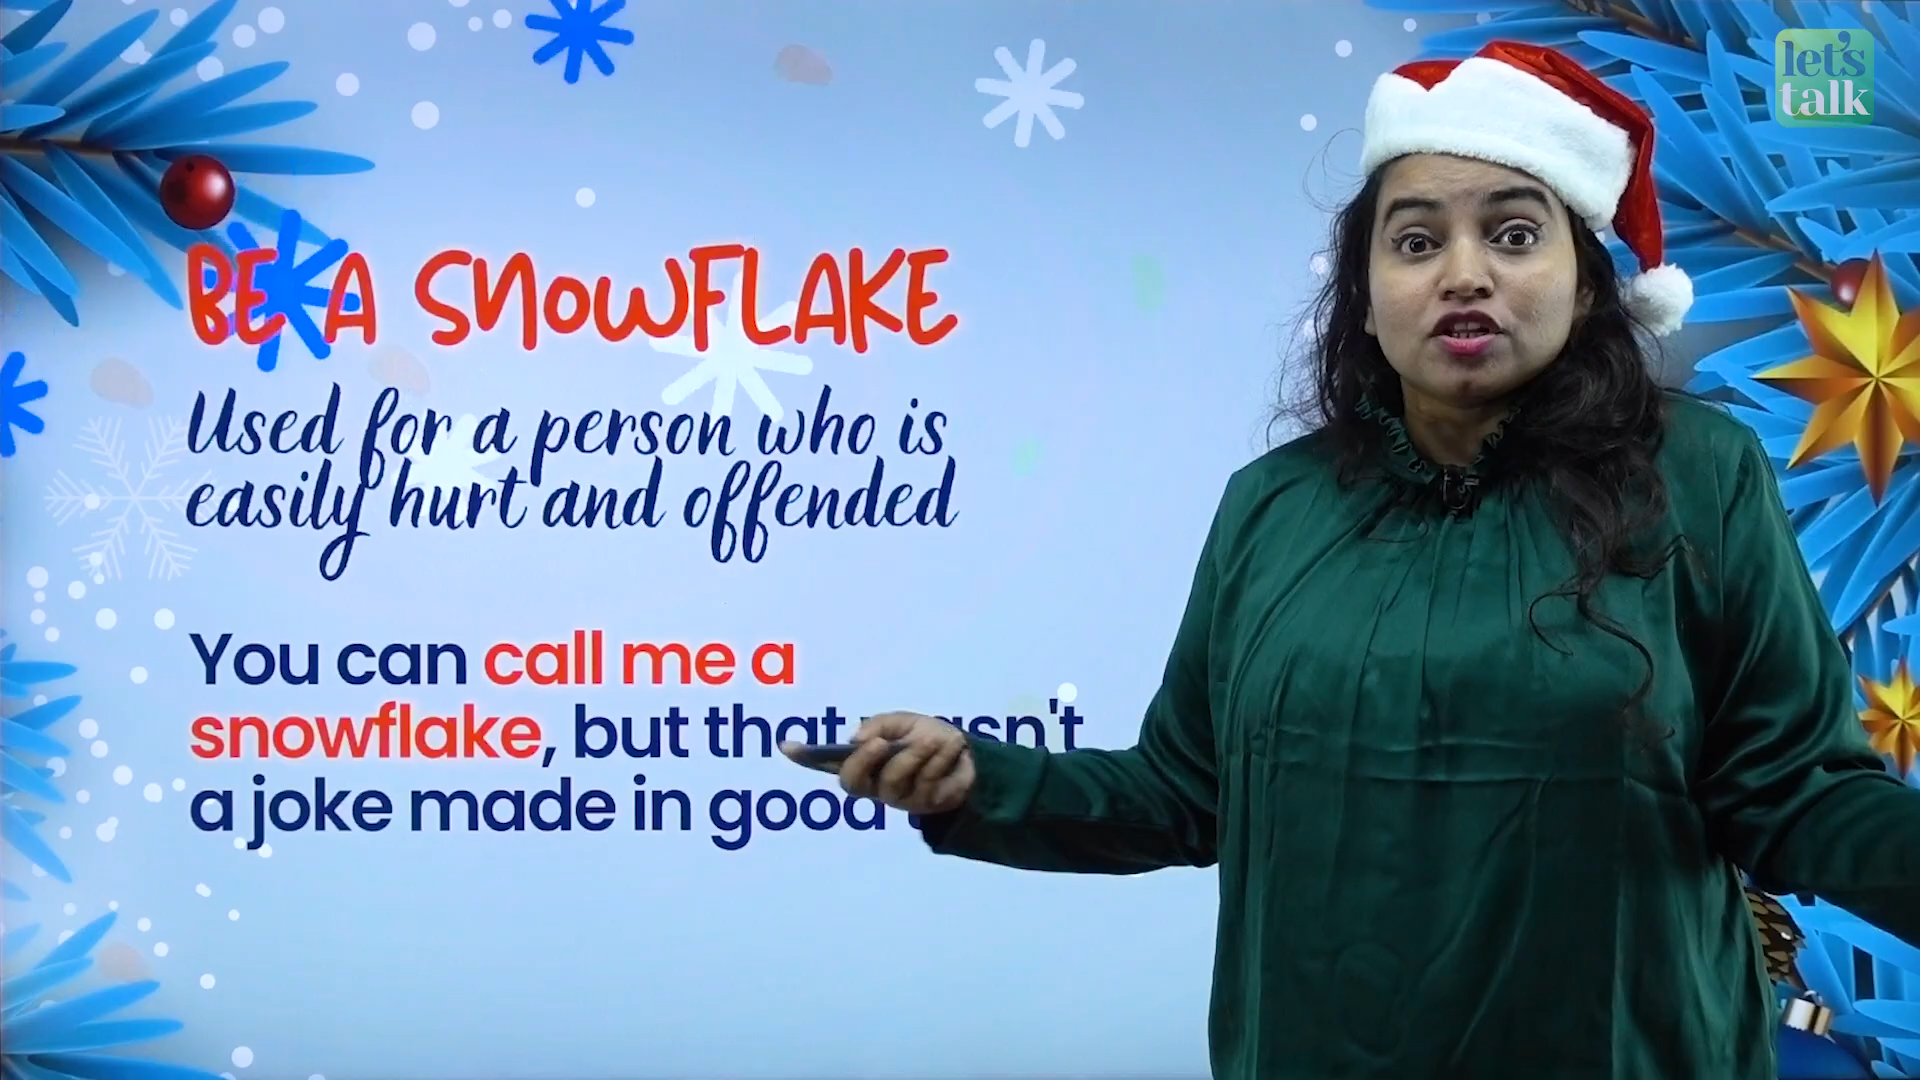 let's
talk
BE A SNOWFLAKE
Used for a person who is
easily hurt and offended
You can call me a
snowflake, but that wasn't
a joke made in good